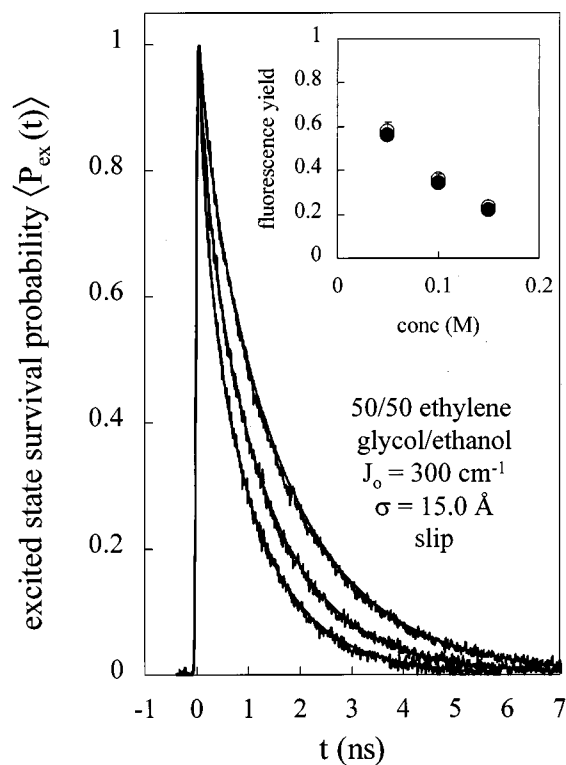 excited state survival probability ⟨P_ex(t)⟩
1
0.8
0.6
0.4
0.2
0
-1 0 1 2 3 4 5 6 7
t (ns)
fluorescence yield
1
0.8
0.6
0.4
0.2
0
0 0.1 0.2
conc (M)
50/50 ethylene
glycol/ethanol
J_o = 300 cm⁻¹
σ = 15.0 Å
slip